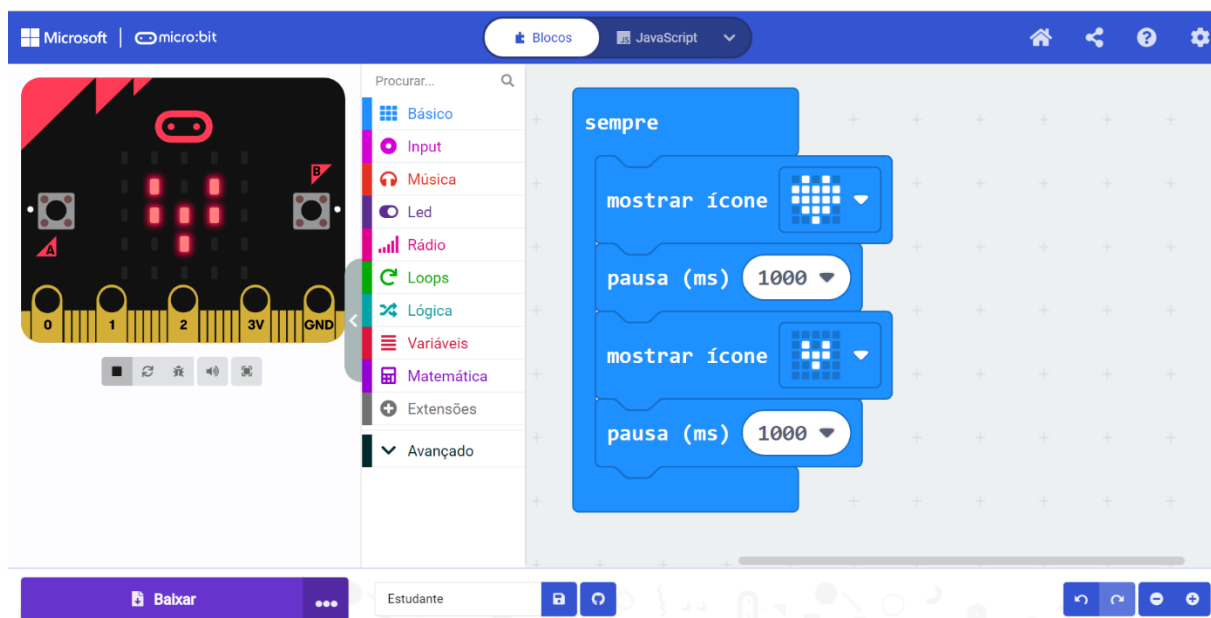 Microsoft micro:bit
Blocos
JS JavaScript
Procurar...
Básico
Input
Música
Led
Rádio
Loops
Lógica
Variáveis
Matemática
Extensões
Avançado
B
A
0 1 2 3V GND
sempre
mostrar ícone
pausa (ms) 1000
mostrar ícone
pausa (ms) 1000
Baixar
Estudante